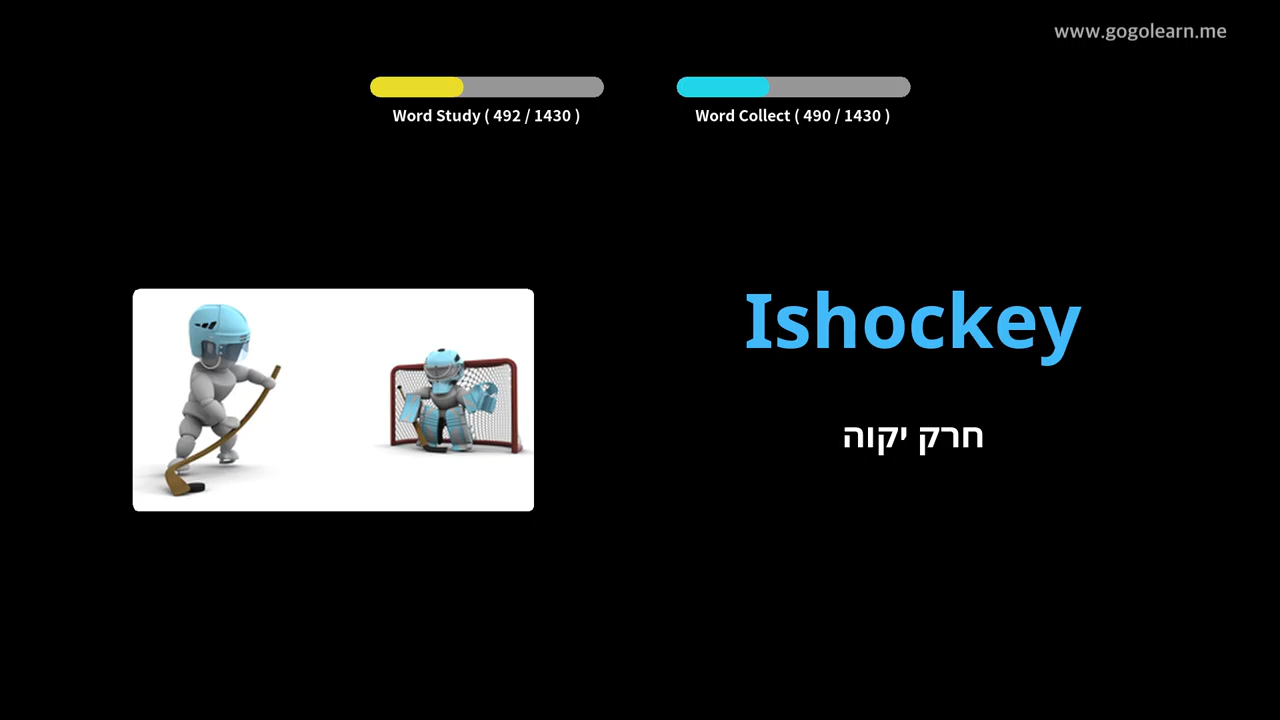 www.gogolearn.me
Word Study ( 492 / 1430 )
Word Collect ( 490 / 1430 )
Ishockey
חרק יקוה